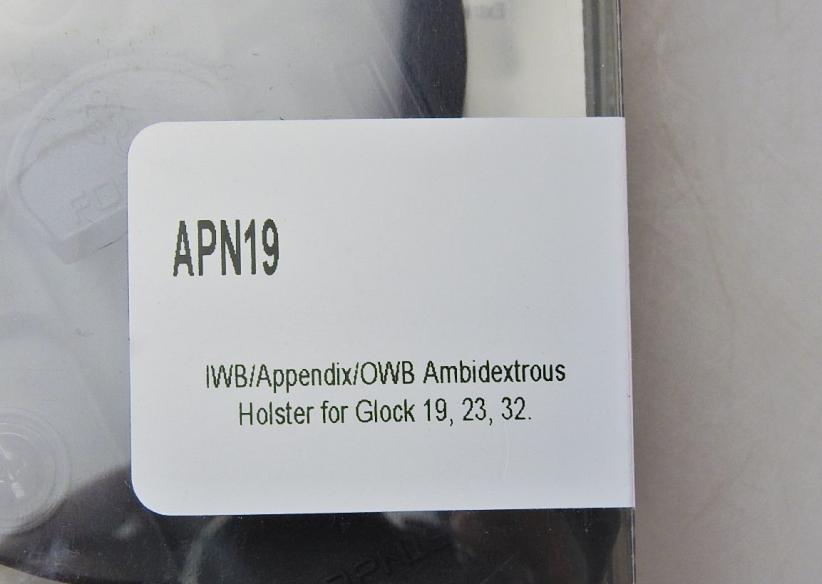 APN19
IWB/Appendix/OWB Ambidextrous
Holster for Glock 19, 23, 32.